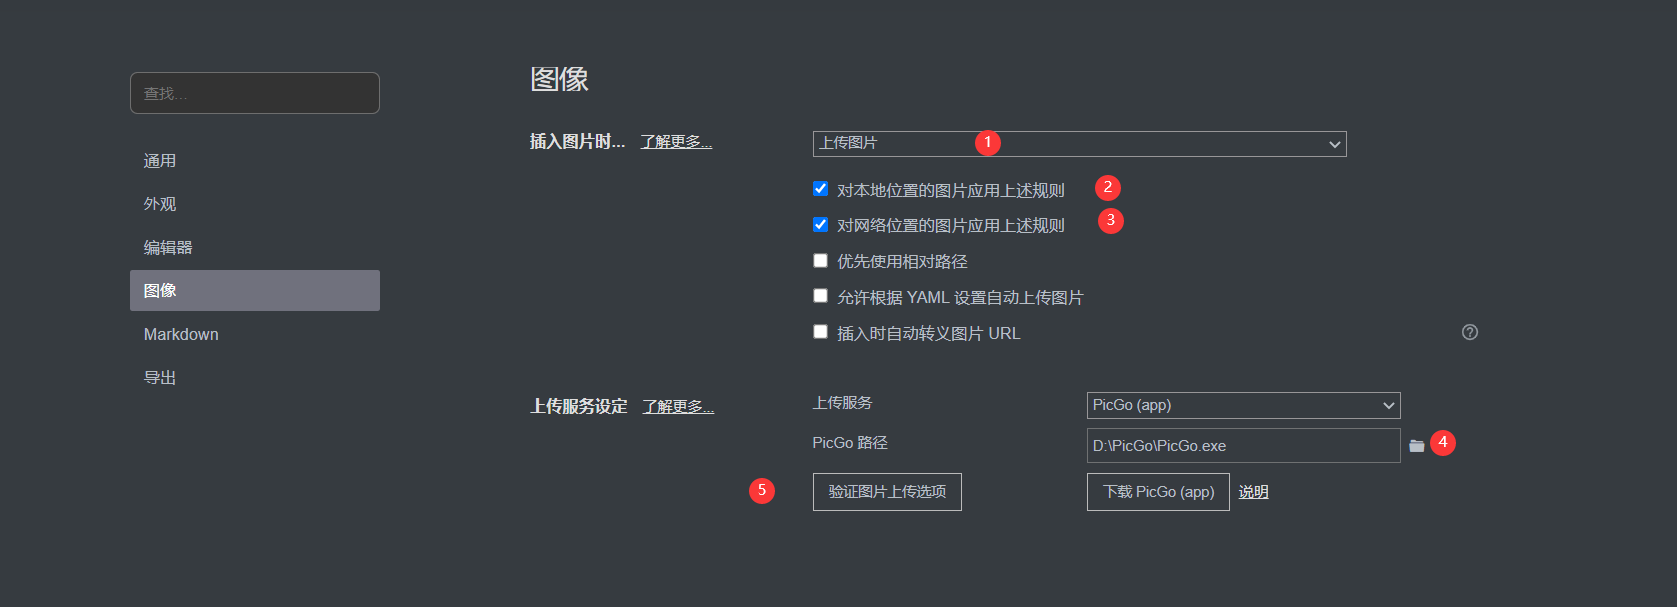 查找...
通用
外观
编辑器
图像
Markdown
导出
图像
插入图片时... 了解更多... 上传图片 1
对本地位置的图片应用上述规则 2
对网络位置的图片应用上述规则 3
优先使用相对路径
允许根据 YAML 设置自动上传图片
插入时自动转义图片 URL ?
上传服务设定 了解更多... 上传服务 PicGo (app)
PicGo 路径 D:\PicGo\PicGo.exe 4
5 验证图片上传选项 下载 PicGo (app) 说明